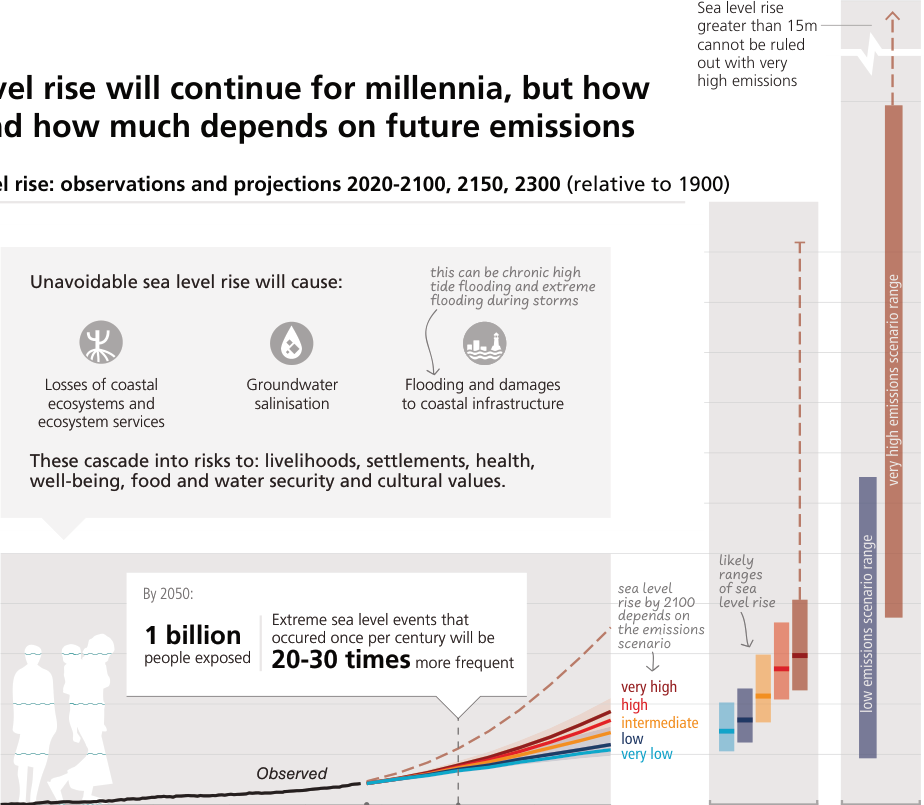 Sea level rise
greater than 15m
cannot be ruled
out with very
high emissions
vel rise will continue for millennia, but how
d how much depends on future emissions
el rise: observations and projections 2020-2100, 2150, 2300 (relative to 1900)
Unavoidable sea level rise will cause:
this can be chronic high
tide flooding and extreme
flooding during storms
Losses of coastal
ecosystems and
ecosystem services
Groundwater
salinisation
Flooding and damages
to coastal infrastructure
These cascade into risks to: livelihoods, settlements, health,
well-being, food and water security and cultural values.
By 2050:
1 billion
people exposed
Extreme sea level events that
occured once per century will be
20-30 times more frequent
Observed
sea level
rise by 2100
depends on
the emissions
scenario
very high
high
intermediate
low
very low
likely
ranges
of sea
level rise
low emissions scenario range
very high emissions scenario range